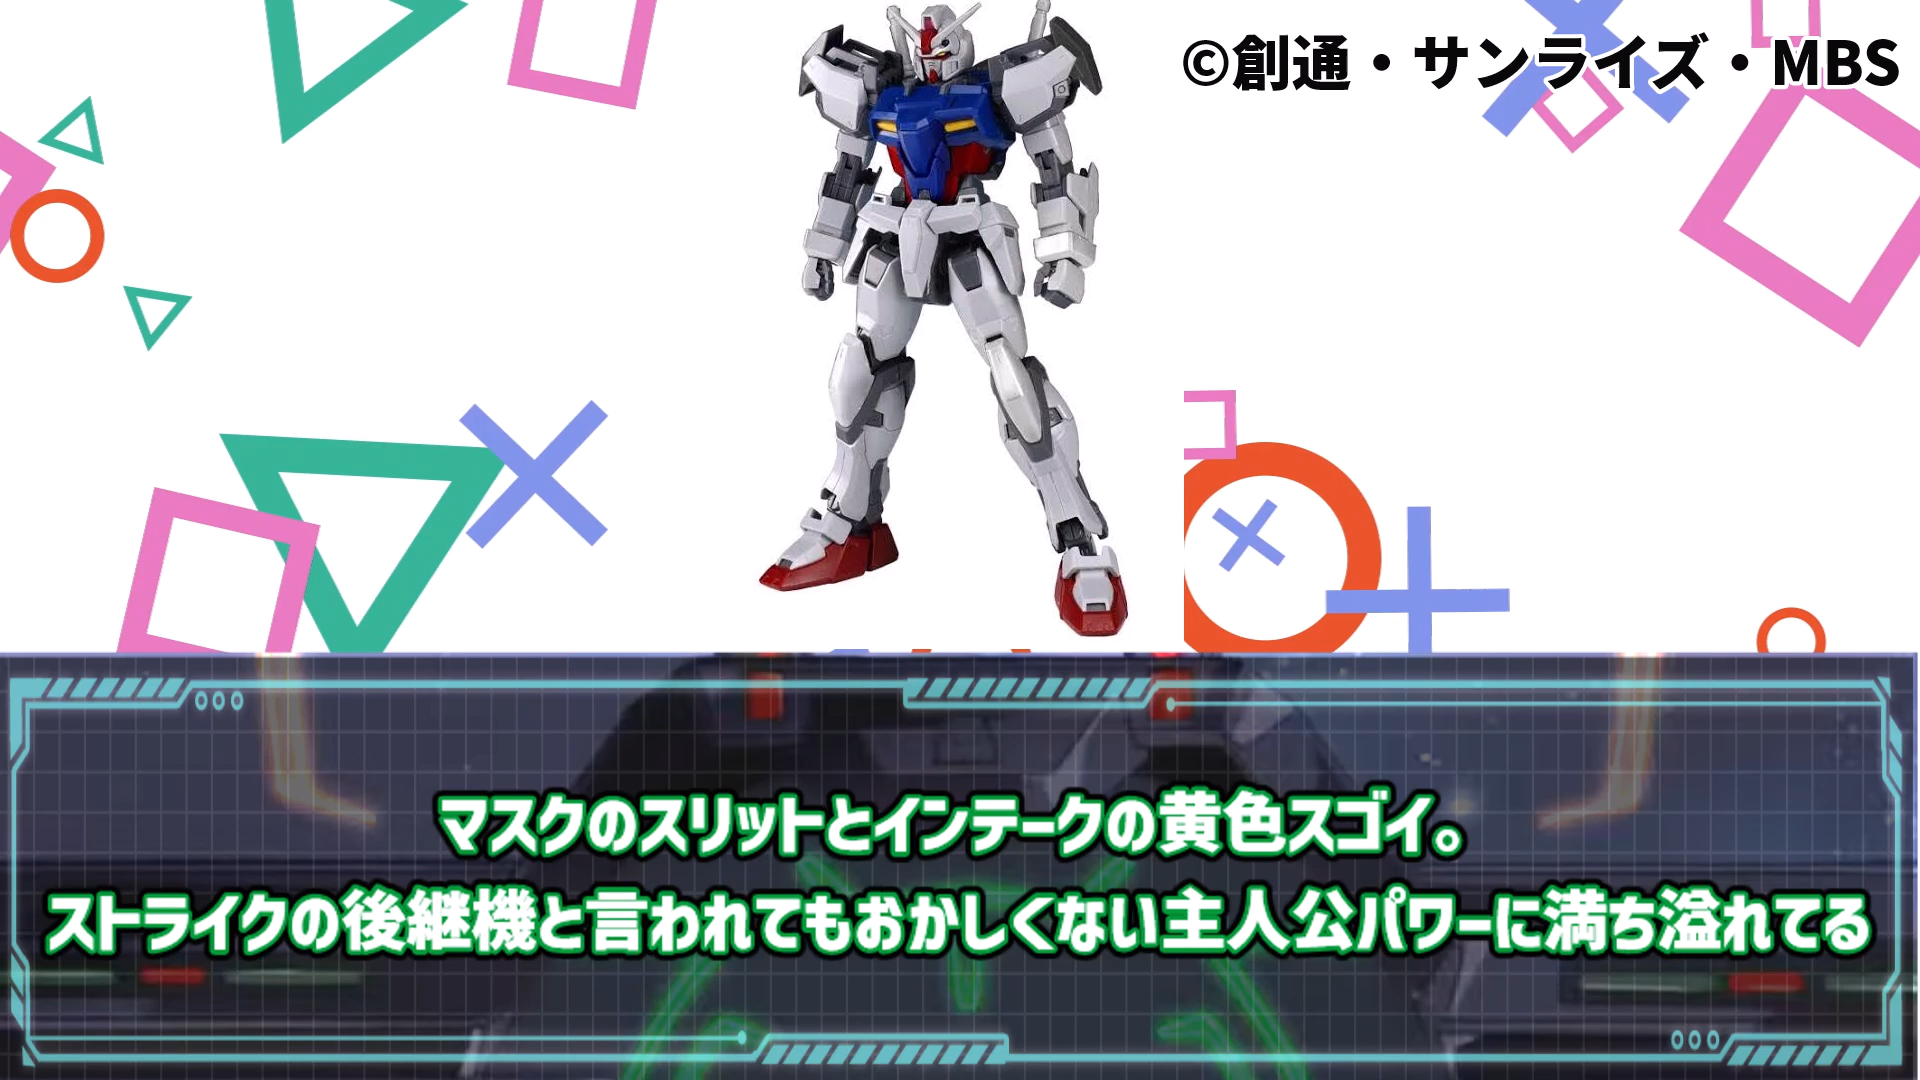 ©創通・サンライズ・MBS
マスクのスリットとインテークの黄色スゴイ。
ストライクの後継機と言われてもおかしくない主人公パワーに満ち溢れてる